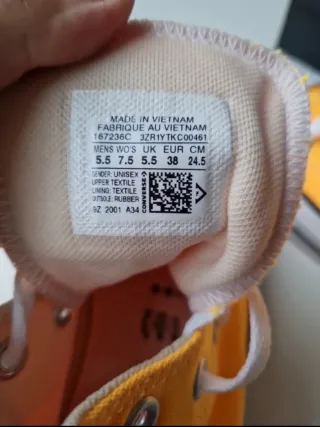 MADE IN VIETNAM
FABRIQUE AU VIETNAM
167236C 3ZR1YTKC00461
MENS WO'S UK EUR CM
5.5 7.5 5.5 38 24.5
GENDER: UNISEX
UPPER: TEXTILE
LINING: TEXTILE
OUTSOLE: RUBBER
CONVERSE
9Z 2001 A34